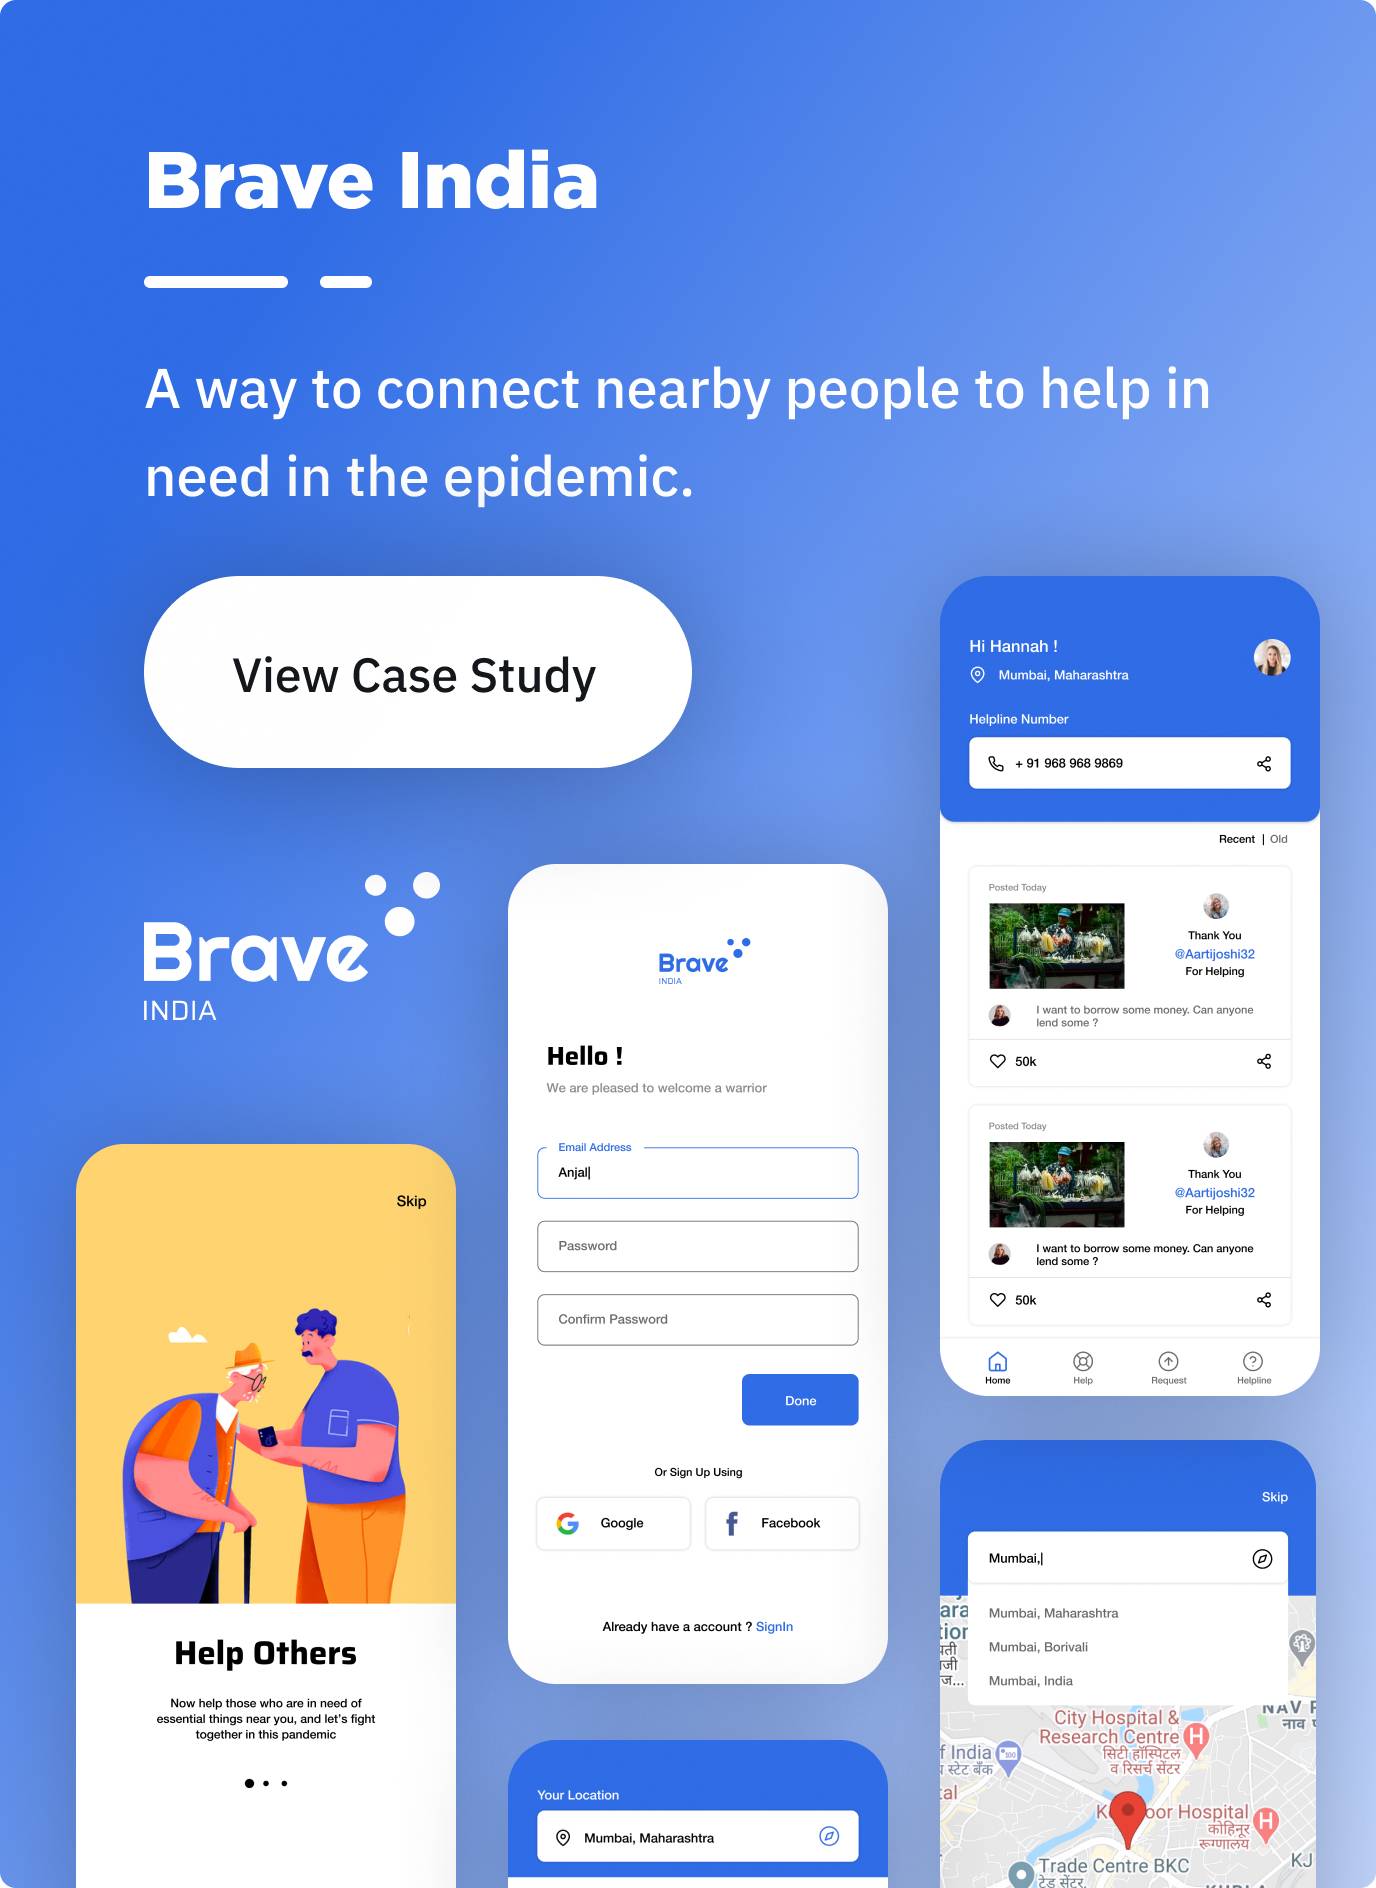 Brave India
A way to connect nearby people to help in
need in the epidemic.
View Case Study
Brave
INDIA
Skip
Help Others
Now help those who are in need of
essential things near you, and let's fight
together in this pandemic
Brave
INDIA
Hello !
We are pleased to welcome a warrior
Email Address
Anjal
Password
Confirm Password
Done
Or Sign Up Using
Google
Facebook
Already have a account ? SignIn
Your Location
Mumbai, Maharashtra
Hi Hannah !
Mumbai, Maharashtra
Helpline Number
+ 91 968 968 9869
Recent | Old
Posted Today
Thank You
@Aartijoshi32
For Helping
I want to borrow some money. Can anyone
lend some ?
50k
Posted Today
Thank You
@Aartijoshi32
For Helping
I want to borrow some money. Can anyone
lend some ?
50k
Home
Help
Request
Helpline
Skip
Mumbai,
Mumbai, Maharashtra
Mumbai, Borivali
Mumbai, India
City Hospital &
Research Centre
सिटी हॉस्पिटल
व रिसर्च सेंटर
f India
स्टेट बँक
100
Hospital
कोहिनूर
रूग्णालय
Trade Centre BKC
ट्रेड सेंटर,
KJ